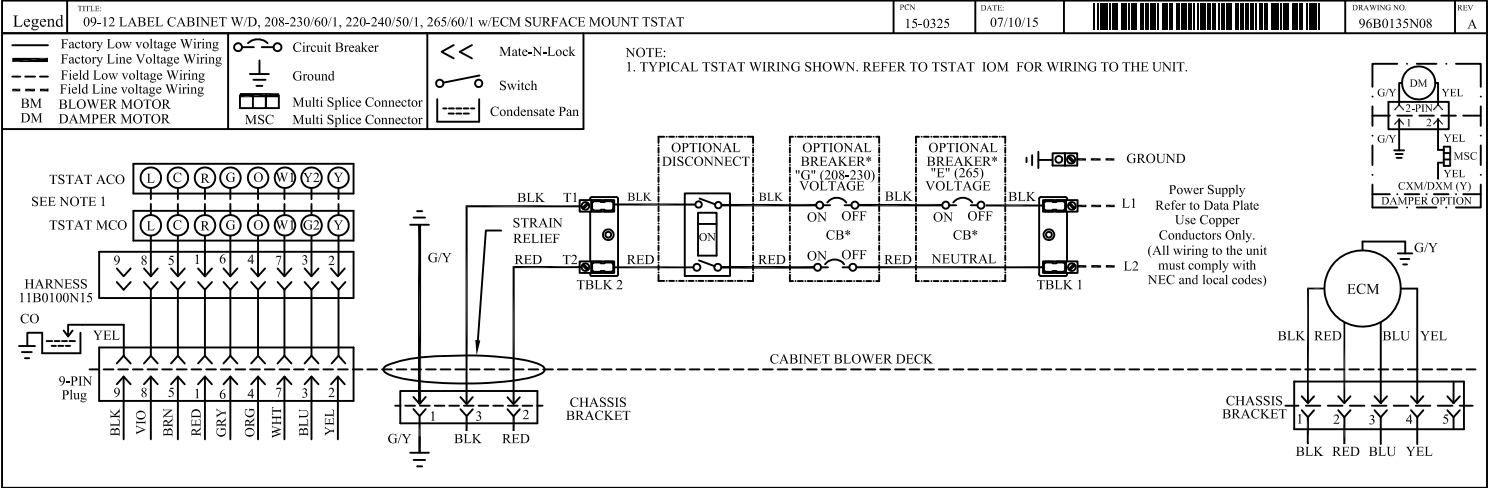 Legend
TITLE:
09-12 LABEL CABINET W/D, 208-230/60/1, 220-240/50/1, 265/60/1 w/ECM SURFACE MOUNT TSTAT
PCN
15-0325
DATE:
07/10/15
DRAWING NO.
96B0135N08
REV
A
Factory Low voltage Wiring
Factory Line Voltage Wiring
Field Low voltage Wiring
Field Line voltage Wiring
BM BLOWER MOTOR
DM DAMPER MOTOR
Circuit Breaker
Ground
Multi Splice Connector
MSC Multi Splice Connector
Mate-N-Lock
Switch
Condensate Pan
NOTE:
1. TYPICAL TSTAT WIRING SHOWN. REFER TO TSTAT IOM FOR WIRING TO THE UNIT.
DM
G/Y YEL
2-PIN
1 2
G/Y YEL
MSC
YEL
CXM/DXM (Y)
DAMPER OPTION
TSTAT ACO L C R G O W1 Y2 Y
SEE NOTE 1
TSTAT MCO L C R G O W1 G2 Y
9 8 5 1 6 4 7 3 2
HARNESS
11B0100N15
CO
YEL
9-PIN
Plug
9 8 5 1 6 4 7 3 2
BLK VIO BRN RED GRY ORG WHT BLU YEL
G/Y
STRAIN
RELIEF
BLK T1
RED T2
TBLK 2
BLK
RED
OPTIONAL
DISCONNECT
ON
BLK
RED
OPTIONAL
BREAKER*
"G" (208-230)
VOLTAGE
ON OFF
CB*
ON OFF
BLK
RED
OPTIONAL
BREAKER*
"E" (265)
VOLTAGE
ON OFF
CB*
NEUTRAL
BLK
TBLK 1
GROUND
L1
L2
Power Supply
Refer to Data Plate
Use Copper
Conductors Only.
(All wiring to the unit
must comply with
NEC and local codes)
CABINET BLOWER DECK
1 3 2
CHASSIS
BRACKET
G/Y BLK RED
G/Y
ECM
BLK RED BLU YEL
CHASSIS
BRACKET
1 2 3 4 5
BLK RED BLU YEL